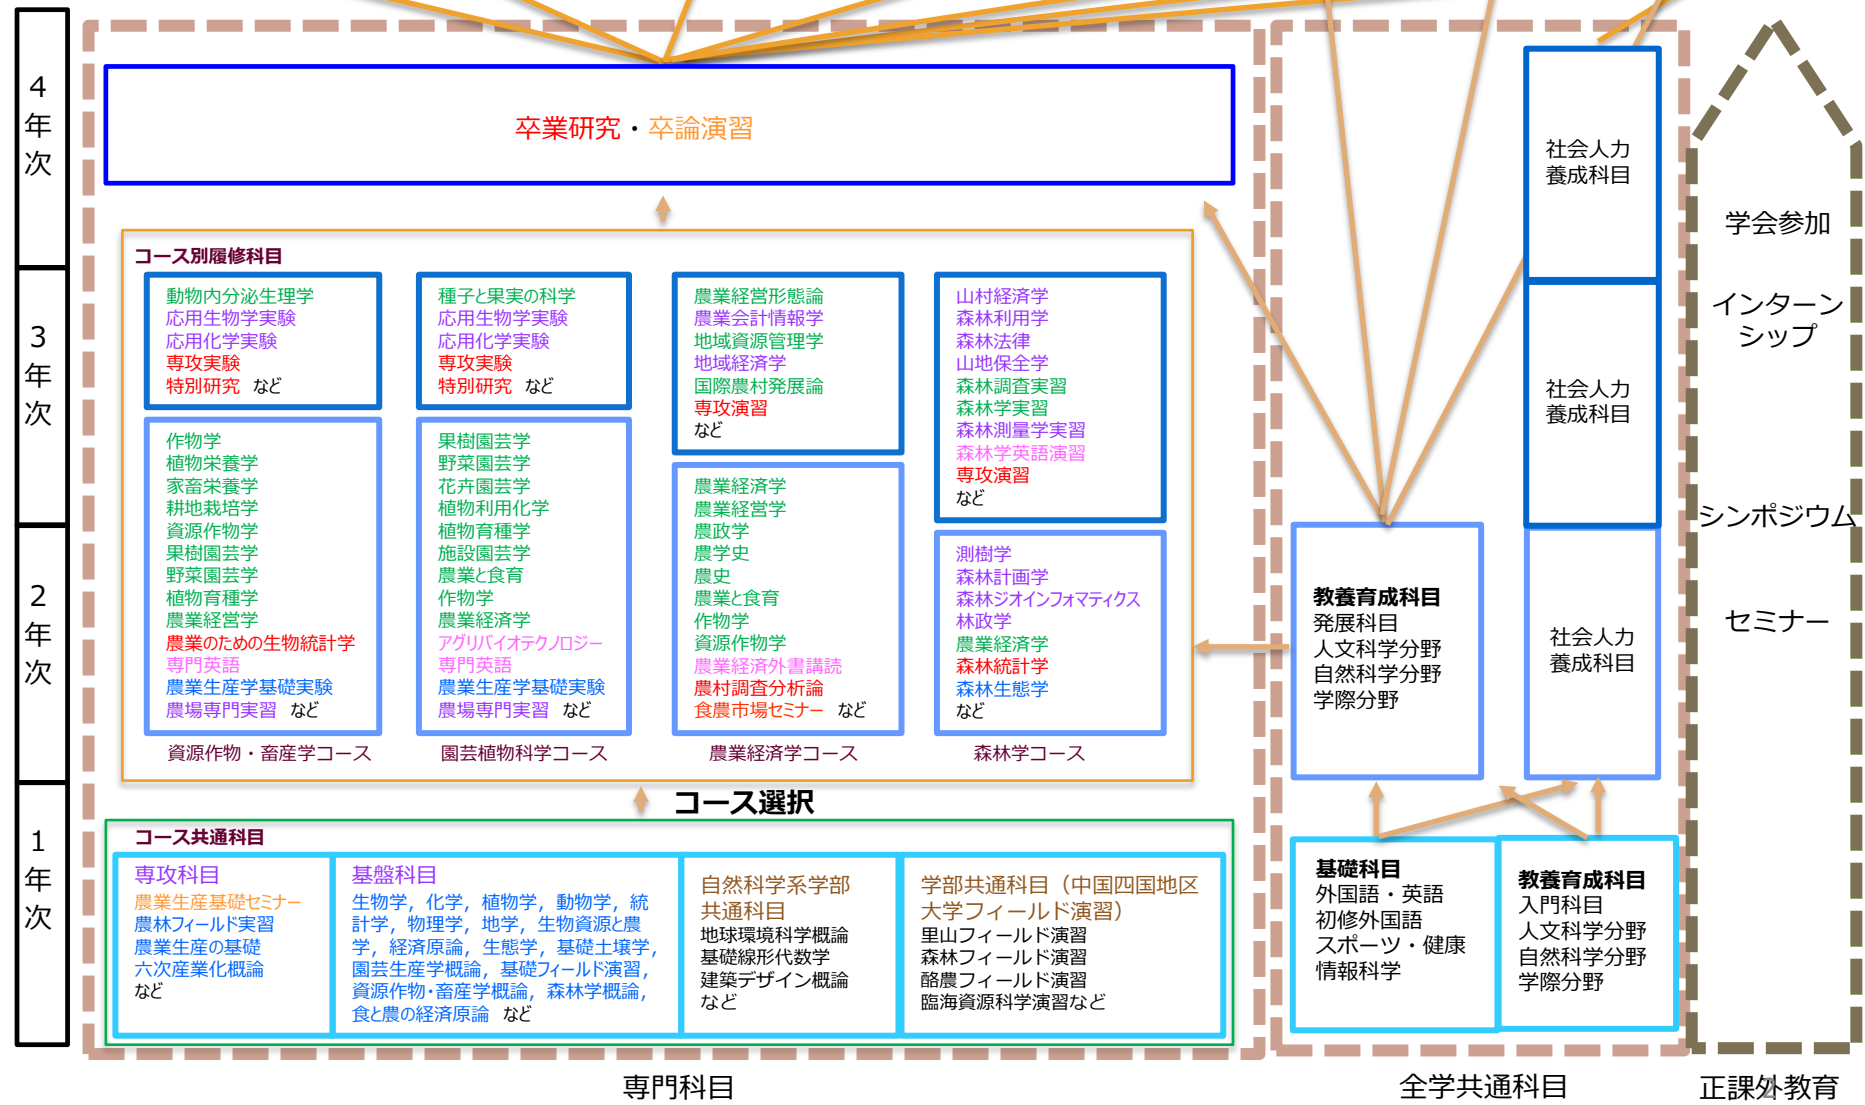 4
年
次
3
年
次
2
年
次
1
年
次
卒業研究・卒論演習
コース別履修科目
動物内分泌生理学
応用生物学実験
応用化学実験
専攻実験
特別研究 など
種子と果実の科学
応用生物学実験
応用化学実験
専攻実験
特別研究 など
農業経営形態論
農業会計情報学
地域資源管理学
地域経済学
国際農村発展論
専攻演習
など
山村経済学
森林利用学
森林法律
山地保全学
森林調査実習
森林学実習
森林測量学実習
森林学英語演習
専攻演習
など
作物学
植物栄養学
家畜栄養学
耕地栽培学
資源作物学
果樹園芸学
野菜園芸学
植物育種学
農業経営学
農業のための生物統計学
専門英語
農業生産学基礎実験
農場専門実習 など
果樹園芸学
野菜園芸学
花卉園芸学
植物利用化学
植物育種学
施設園芸学
農業と食育
作物学
農業経済学
アグリバイオテクノロジー
専門英語
農業生産学基礎実験
農場専門実習 など
農業経済学
農業経営学
農政学
農学史
農史
農業と食育
作物学
資源作物学
農業経済外書講読
農村調査分析論
食農市場セミナー など
測樹学
森林計画学
森林ジオインフォマティクス
林政学
農業経済学
森林統計学
森林生態学
など
資源作物・畜産学コース
園芸植物科学コース
農業経済学コース
森林学コース
コース選択
コース共通科目
専攻科目
農業生産基礎セミナー
農林フィールド実習
農業生産の基礎
六次産業化概論
など
基盤科目
生物学，化学，植物学，動物学，統
計学，物理学，地学，生物資源と農
学，経済原論，生態学，基礎土壌学，
園芸生産学概論，基礎フィールド演習，
資源作物・畜産学概論，森林学概論，
食と農の経済原論 など
自然科学系学部
共通科目
地球環境科学概論
基礎線形代数学
建築デザイン概論
など
学部共通科目（中国四国地区
大学フィールド演習）
里山フィールド演習
森林フィールド演習
酪農フィールド演習
臨海資源科学演習など
専門科目
社会人力
養成科目
社会人力
養成科目
社会人力
養成科目
教養育成科目
発展科目
人文科学分野
自然科学分野
学際分野
基礎科目
外国語・英語
初修外国語
スポーツ・健康
情報科学
教養育成科目
入門科目
人文科学分野
自然科学分野
学際分野
全学共通科目
学会参加
インターン
シップ
シンポジウム
セミナー
正課外教育
2